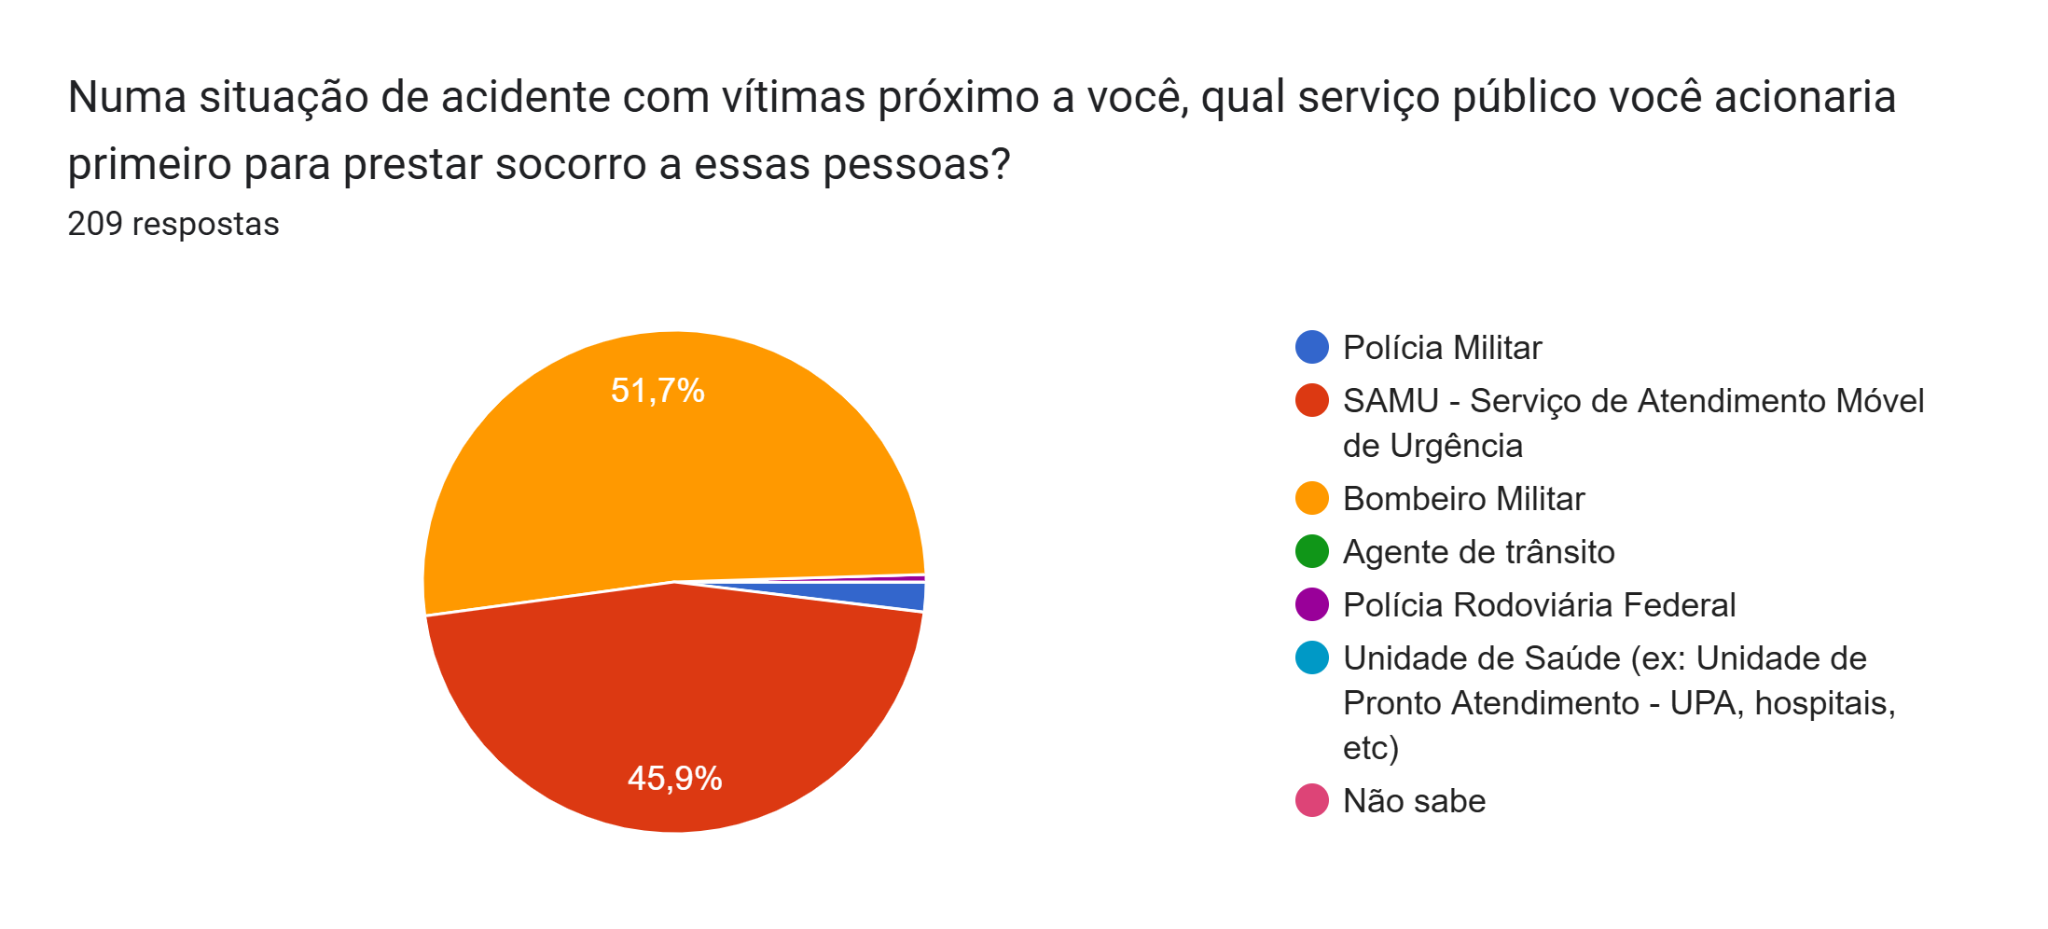 Numa situação de acidente com vítimas próximo a você, qual serviço público você acionaria
primeiro para prestar socorro a essas pessoas?
209 respostas
51,7%
45,9%
Polícia Militar
SAMU - Serviço de Atendimento Móvel
de Urgência
Bombeiro Militar
Agente de trânsito
Polícia Rodoviária Federal
Unidade de Saúde (ex: Unidade de
Pronto Atendimento - UPA, hospitais,
etc)
Não sabe